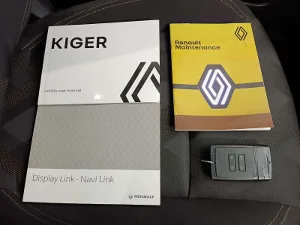 KIGER
Renault
Maintenance
Display Link - Navi Link
RENAULT